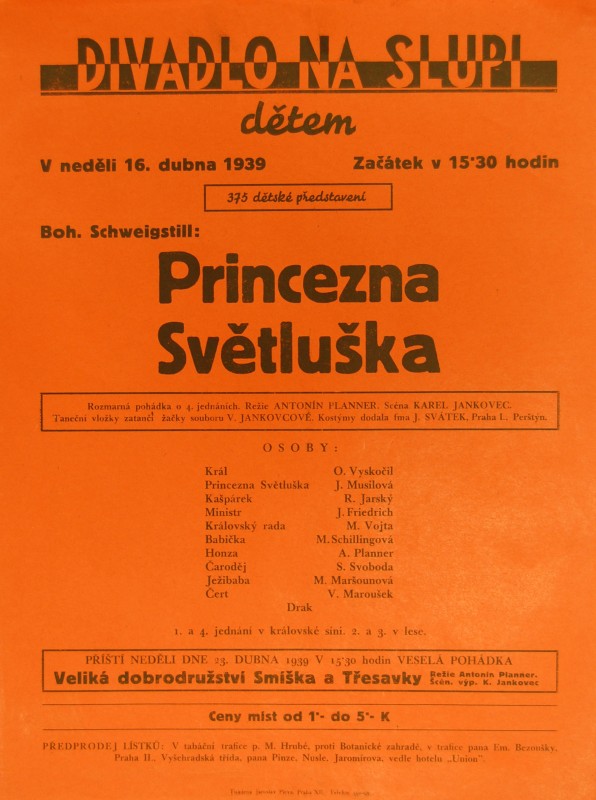 DIVADLO NA SLUPI
dětem
V neděli 16. dubna 1939 Začátek v 15·30 hodin
375 dětské představení
Boh. Schweigstill:
Princezna
Světluška
Rozmarná pohádka o 4. jednáních. Režie ANTONÍN PLANNER. Scéna KAREL JANKOVEC.
Taneční vložky zatančí žačky souboru V. JANKOVCOVÉ. Kostýmy dodala fma J. SVÁTEK, Praha I., Perštýn.
OSOBY:
Král O. Vyskočil
Princezna Světluška J. Musilová
Kašpárek R. Jarský
Ministr J. Friedrich
Královský rada M. Vojta
Babička M. Schillingová
Honza A. Planner
Čaroděj S. Svoboda
Ježibaba M. Maršounová
Čert V. Maroušek
Drak
1. a 4. jednání v královské síni. 2. a 3. v lese.
PŘÍŠTÍ NEDĚLI DNE 23. DUBNA 1939 V 15'30 hodin VESELÁ POHÁDKA
Veliká dobrodružství Smíška a Třesavky Režie Antonín Planner.
Scén. výp. K. Jankovec
Ceny míst od 1·- do 5·- K
PŘEDPRODEJ LÍSTKŮ: V tabáční trafice p. M. Hrubé, proti Botanické zahradě, v trafice pana Em. Bezoušky,
Praha II., Vyšehradská třída, pana Pinze, Nusle, Jaromírova, vedle hotelu „Union".